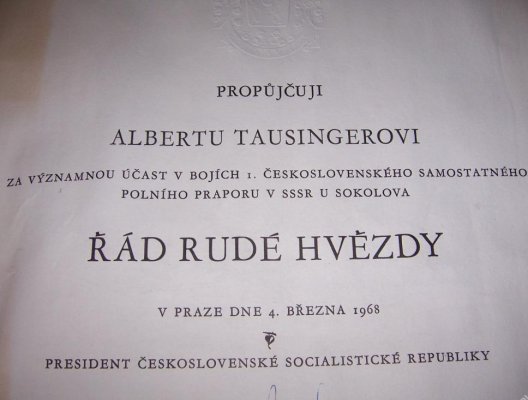 PROPŮJČUJI
ALBERTU TAUSINGEROVI
ZA VÝZNAMNOU ÚČAST V BOJÍCH 1. ČESKOSLOVENSKÉHO SAMOSTATNÉHO
POLNÍHO PRAPORU V SSSR U SOKOLOVA
ŘÁD RUDÉ HVĚZDY
V PRAZE DNE 4. BŘEZNA 1968
PRESIDENT ČESKOSLOVENSKÉ SOCIALISTICKÉ REPUBLIKY